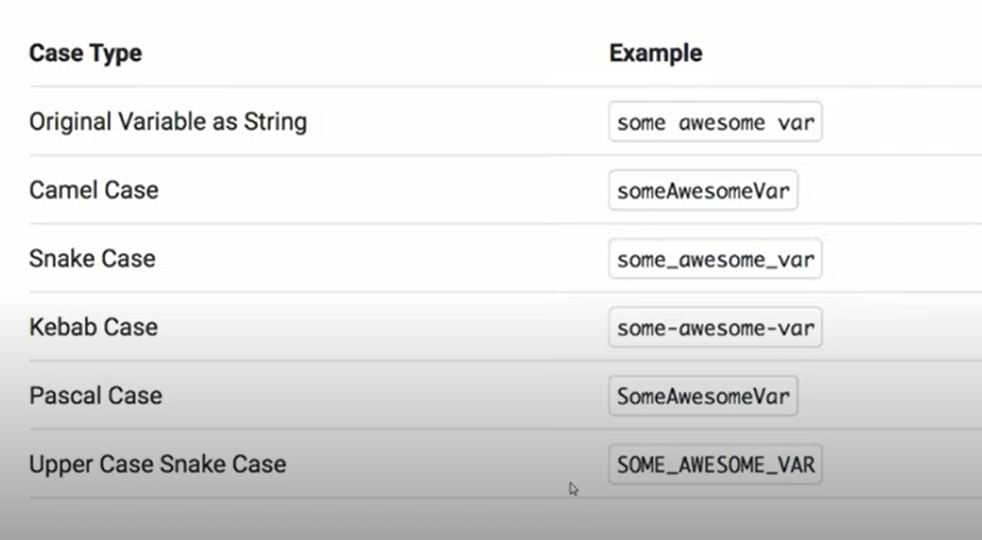 Case Type Example
Original Variable as String some awesome var
Camel Case someAwesomeVar
Snake Case some_awesome_var
Kebab Case some-awesome-var
Pascal Case SomeAwesomeVar
Upper Case Snake Case SOME_AWESOME_VAR